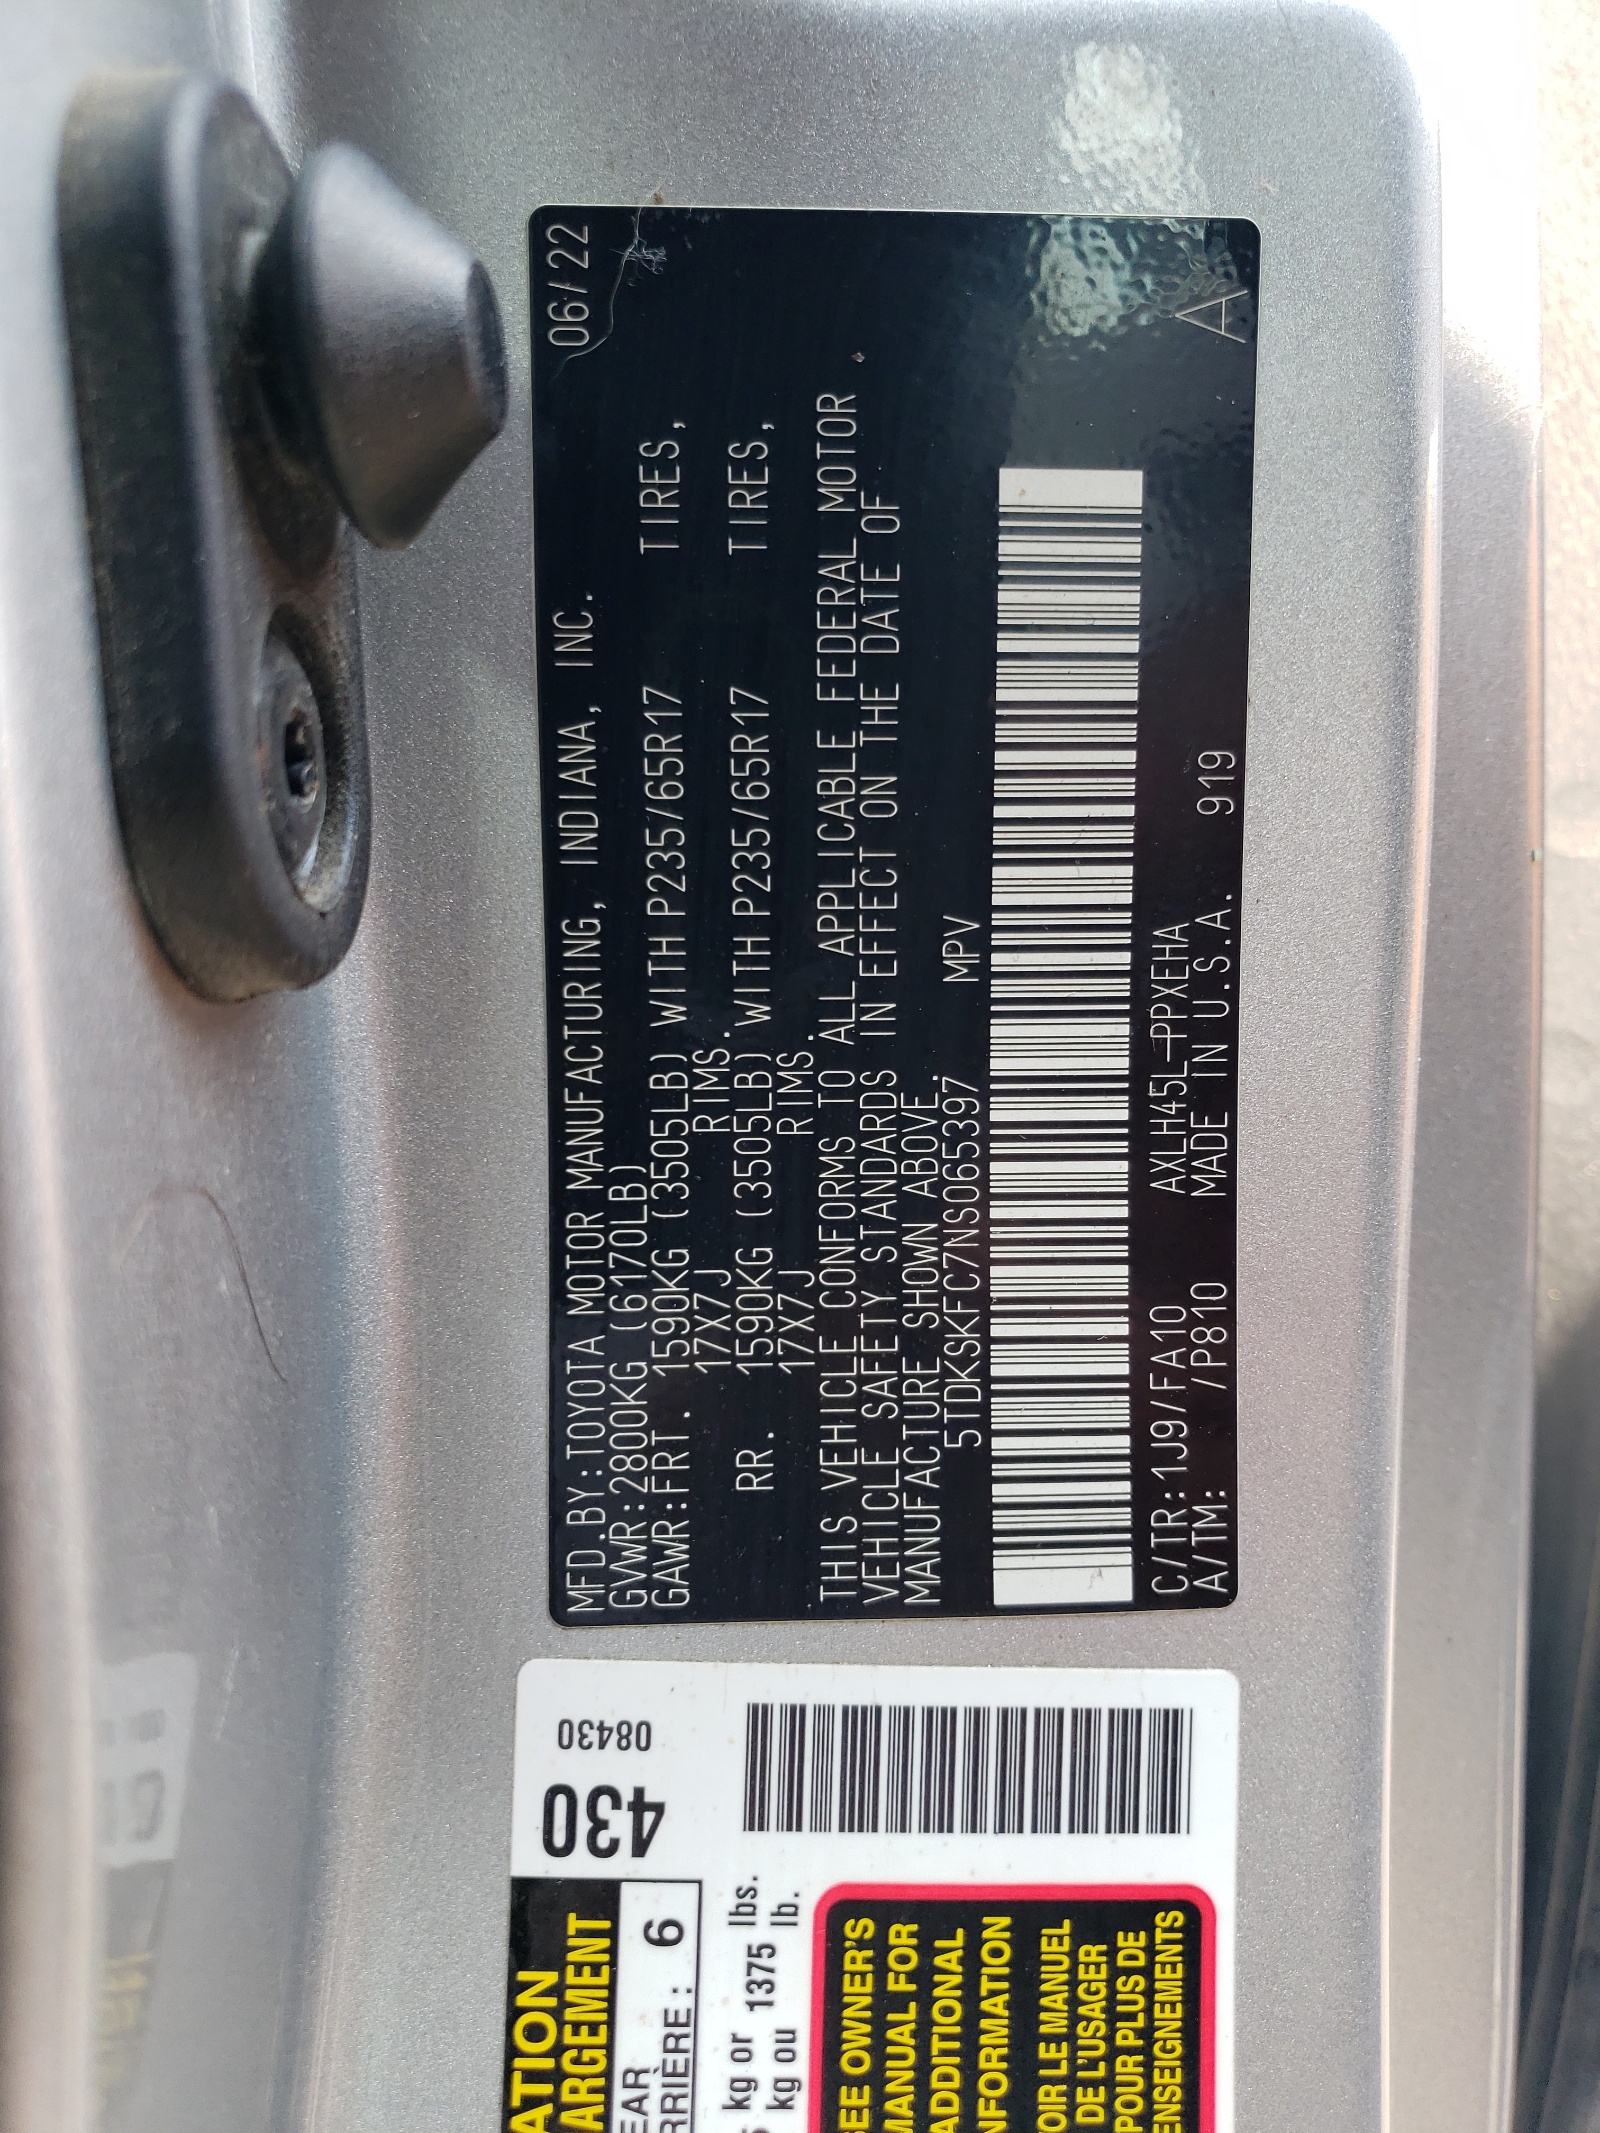 MFD.BY:TOYOTA MOTOR MANUFACTURING, INDIANA, INC. 06/22
GVWR:2800KG (6170LB)
GAWR:FRT. 1590KG (3505LB) WITH P235/65R17 TIRES,
17X7J RIMS.
RR. 1590KG (3505LB) WITH P235/65R17 TIRES,
17X7J RIMS.
THIS VEHICLE CONFORMS TO ALL APPLICABLE FEDERAL MOTOR
VEHICLE SAFETY STANDARDS IN EFFECT ON THE DATE OF
MANUFACTURE SHOWN ABOVE.
5TDKSKFC7NS065397 MPV
C/TR:1J9/FA10 AXLH45L-PPXEHA
A/TM: /P810 MADE IN U.S.A. 919 A
430 08430
ATION
ARGEMENT
EAR
RRIÈRE: 6
kg or 1375 lbs.
kg ou lb.
SEE OWNER'S
MANUAL FOR
ADDITIONAL
INFORMATION
VOIR LE MANUEL
DE L'USAGER
POUR PLUS DE
RENSEIGNEMENTS